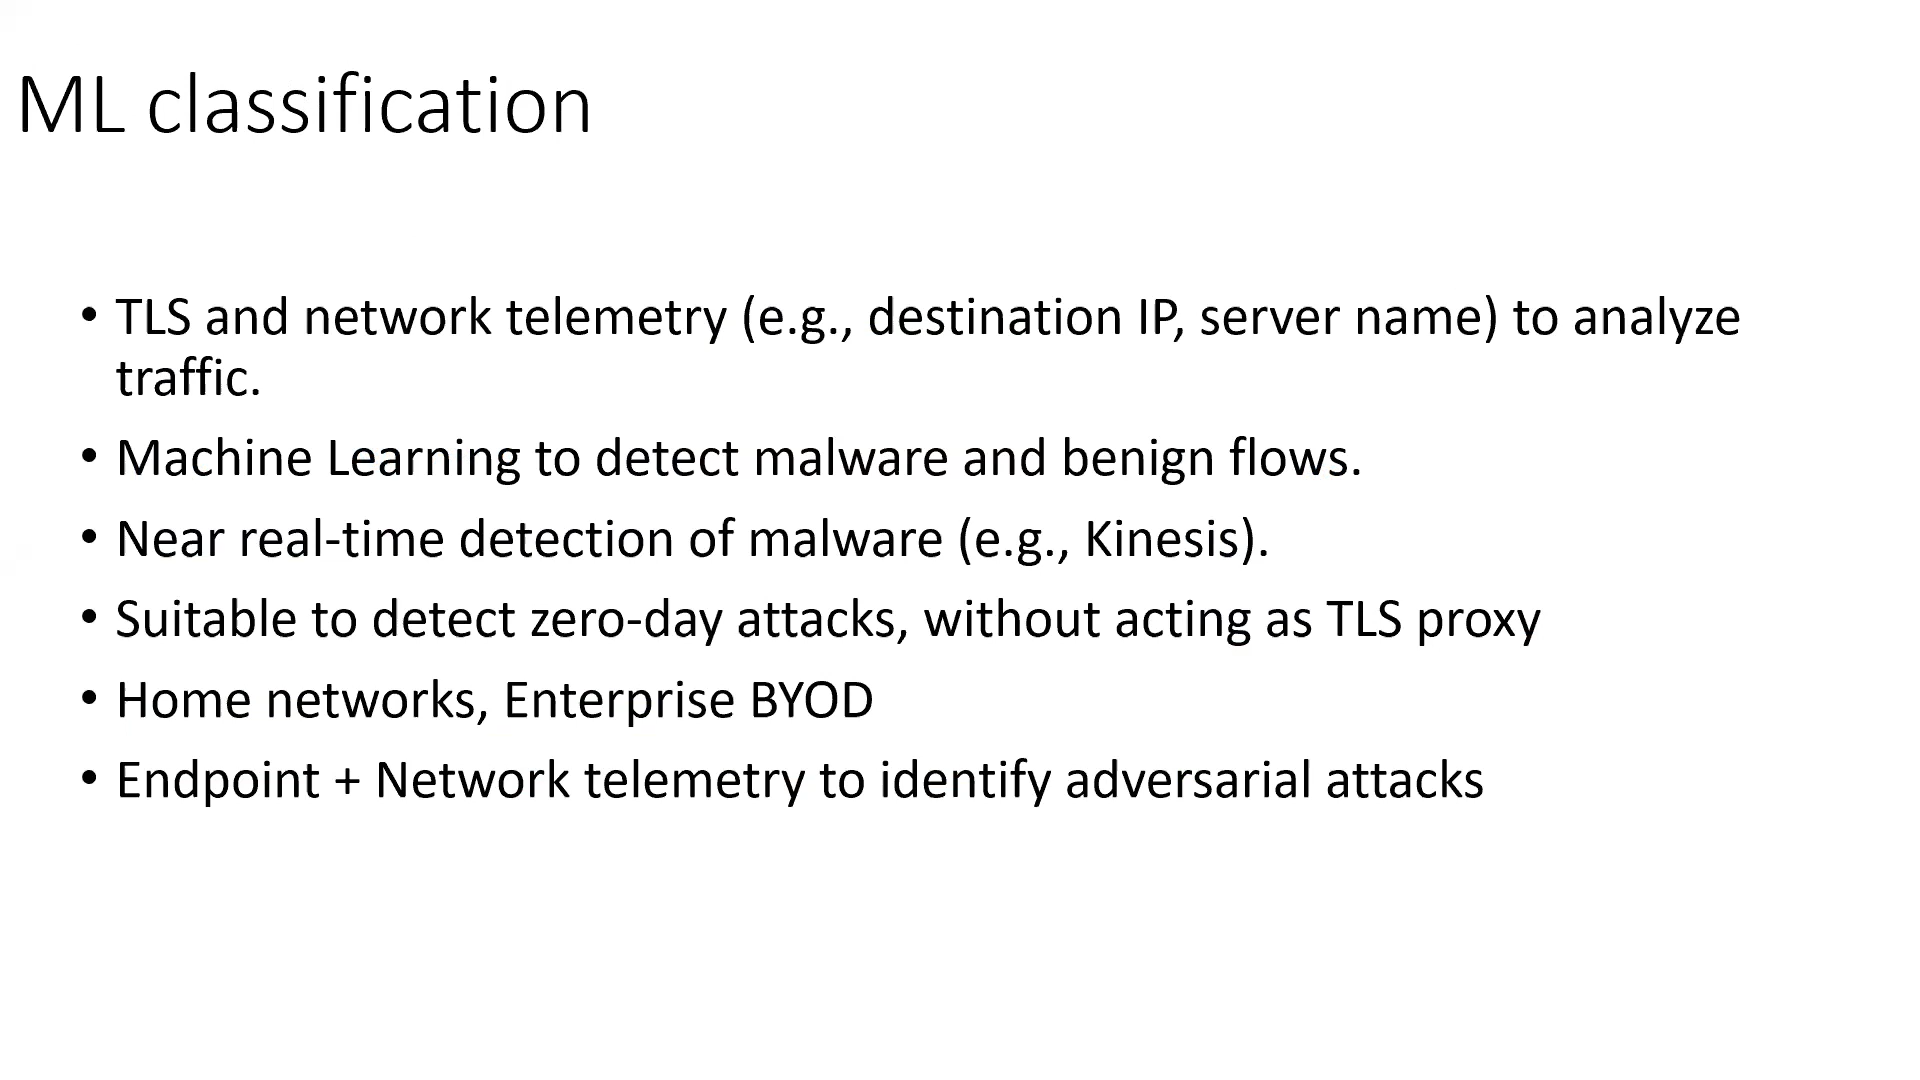 ML classification
• TLS and network telemetry (e.g., destination IP, server name) to analyze
traffic.
• Machine Learning to detect malware and benign flows.
• Near real-time detection of malware (e.g., Kinesis).
• Suitable to detect zero-day attacks, without acting as TLS proxy
• Home networks, Enterprise BYOD
• Endpoint + Network telemetry to identify adversarial attacks